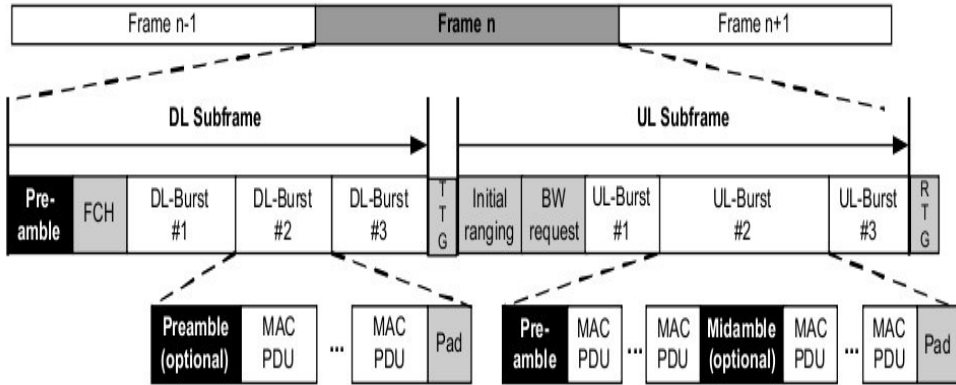 Frame n-1 Frame n Frame n+1
DL Subframe UL Subframe
Pre-
amble
FCH
DL-Burst
#1
DL-Burst
#2
DL-Burst
#3
T
T
G
Initial
ranging
BW
request
UL-Burst
#1
UL-Burst
#2
UL-Burst
#3
R
T
G
Preamble
(optional)
MAC
PDU
...
MAC
PDU
Pad
Pre-
amble
MAC
PDU
...
MAC
PDU
Midamble
(optional)
MAC
PDU
...
MAC
PDU
Pad